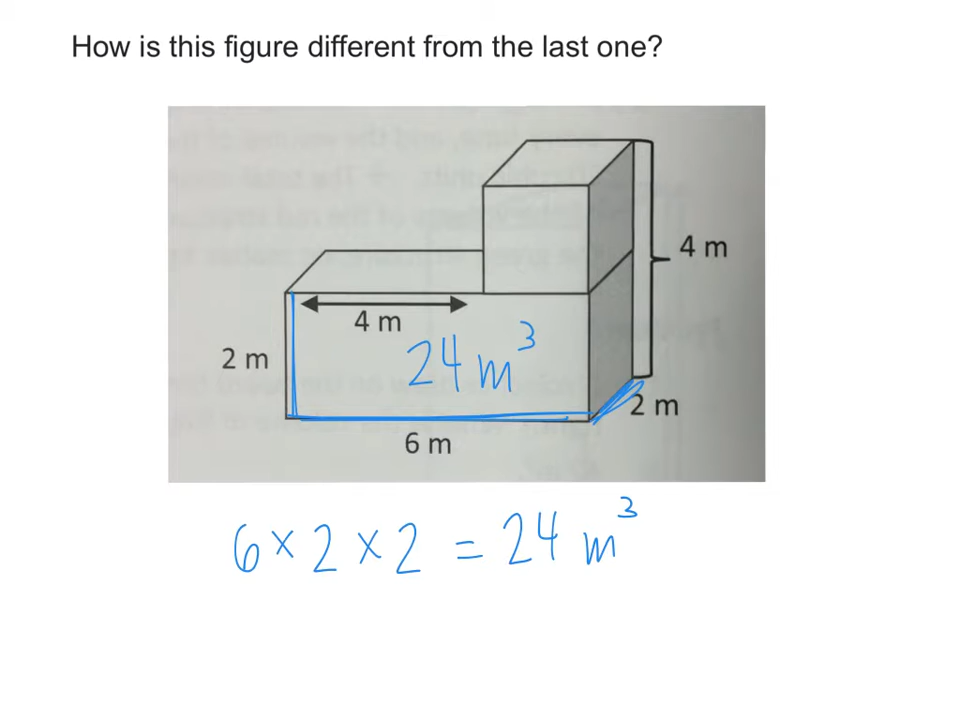 How is this figure different from the last one?
4 m
4 m
2 m
24 m³
2 m
6 m
6 × 2 × 2 = 24 m³